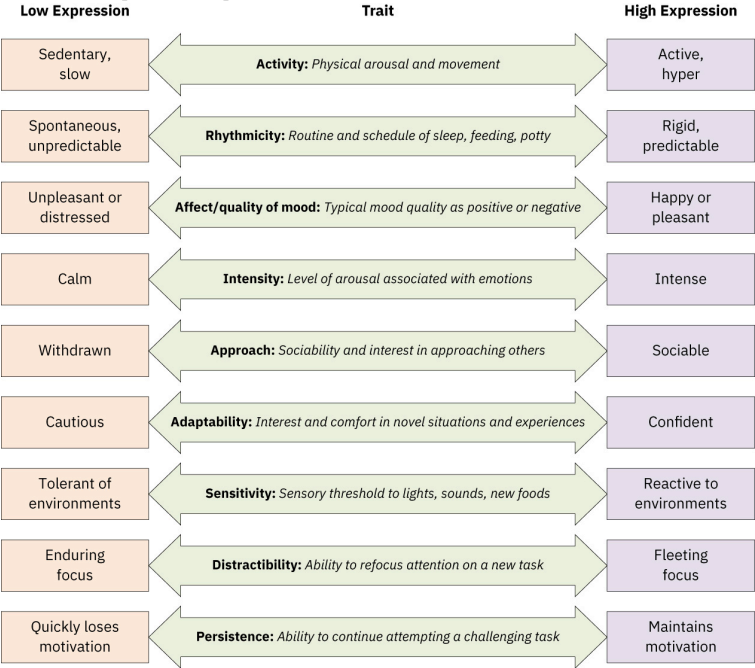 Low Expression
Trait
High Expression
Sedentary,
slow
Activity: Physical arousal and movement
Active,
hyper
Spontaneous,
unpredictable
Rhythmicity: Routine and schedule of sleep, feeding, potty
Rigid,
predictable
Unpleasant or
distressed
Affect/quality of mood: Typical mood quality as positive or negative
Happy or
pleasant
Calm
Intensity: Level of arousal associated with emotions
Intense
Withdrawn
Approach: Sociability and interest in approaching others
Sociable
Cautious
Adaptability: Interest and comfort in novel situations and experiences
Confident
Tolerant of
environments
Sensitivity: Sensory threshold to lights, sounds, new foods
Reactive to
environments
Enduring
focus
Distractibility: Ability to refocus attention on a new task
Fleeting
focus
Quickly loses
motivation
Persistence: Ability to continue attempting a challenging task
Maintains
motivation